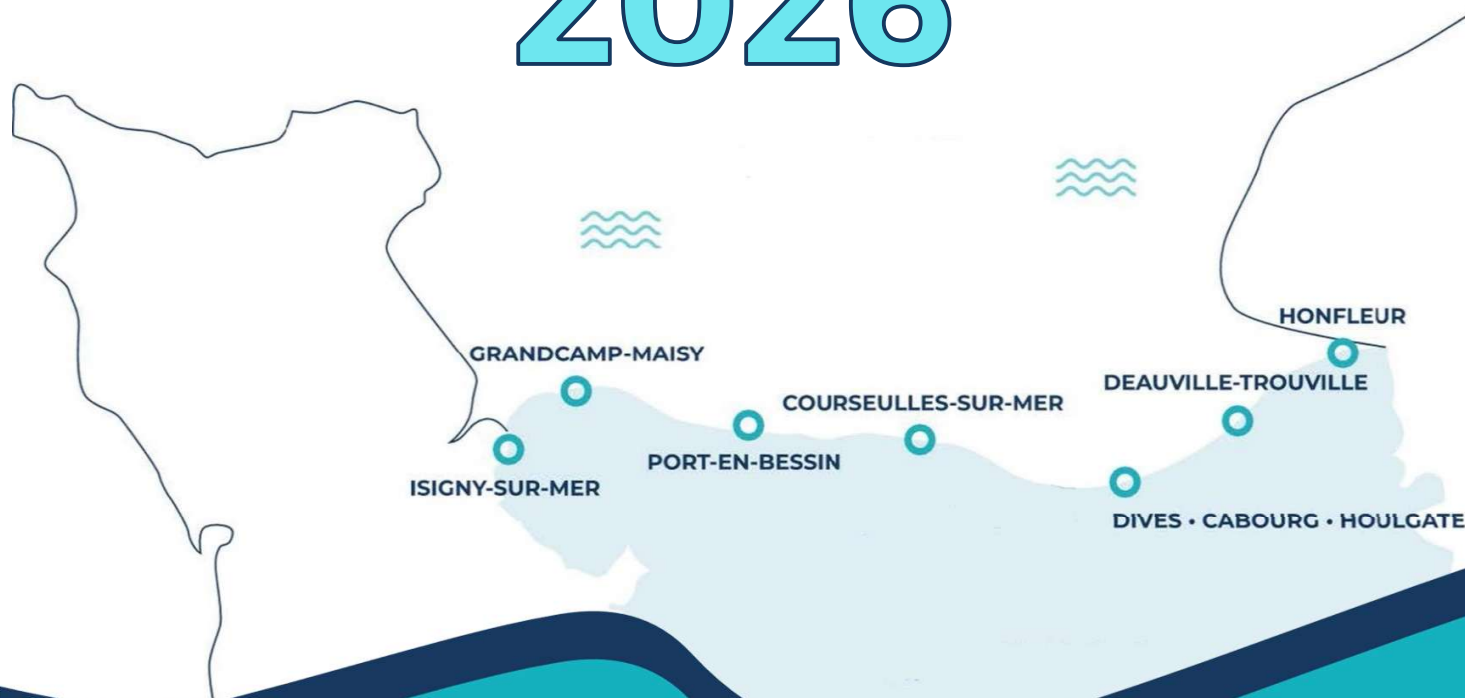 2026
HONFLEUR
GRANDCAMP-MAISY
DEAUVILLE-TROUVILLE
COURSEULLES-SUR-MER
PORT-EN-BESSIN
ISIGNY-SUR-MER
DIVES • CABOURG • HOULGATE